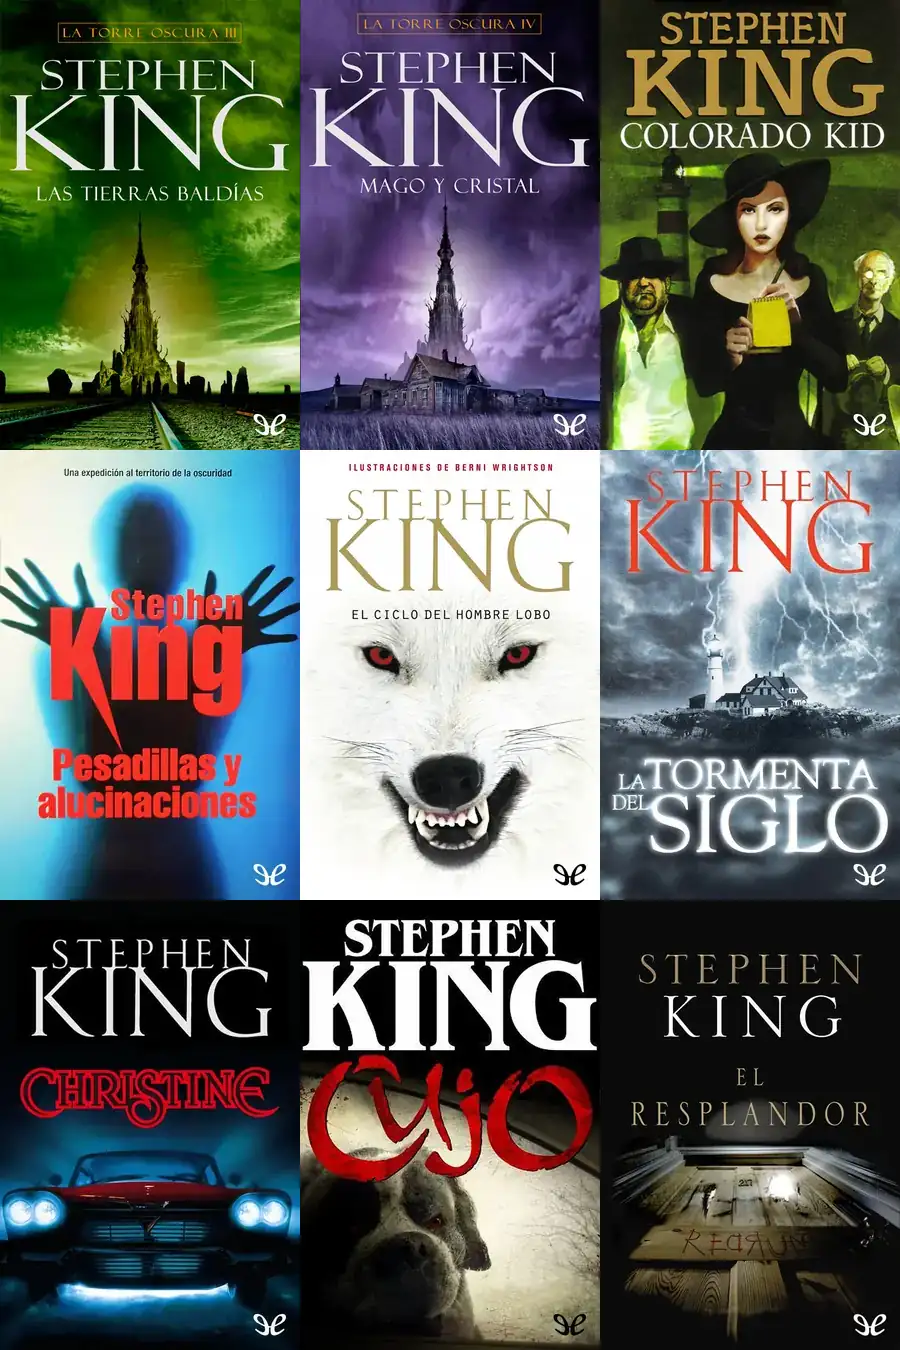 LA TORRE OSCURA III
STEPHEN
KING
LAS TIERRAS BALDÍAS
LA TORRE OSCURA IV
STEPHEN
KING
MAGO Y CRISTAL
STEPHEN
KING
COLORADO KID
Una expedición al territorio de la oscuridad
Stephen
King
Pesadillas y
alucinaciones
ILUSTRACIONES DE BERNI WRIGHTSON
STEPHEN
KING
EL CICLO DEL HOMBRE LOBO
STEPHEN
KING
LA TORMENTA
DEL SIGLO
STEPHEN
KING
CHRISTINE
STEPHEN
KING
Cujo
STEPHEN
KING
EL
RESPLANDOR